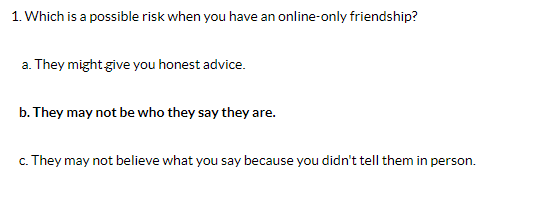 1. Which is a possible risk when you have an online-only friendship?
a. They might.give you honest advice.
b. They may not be who they say they are.
c. They may not believe what you say because you didn't tell them in person.